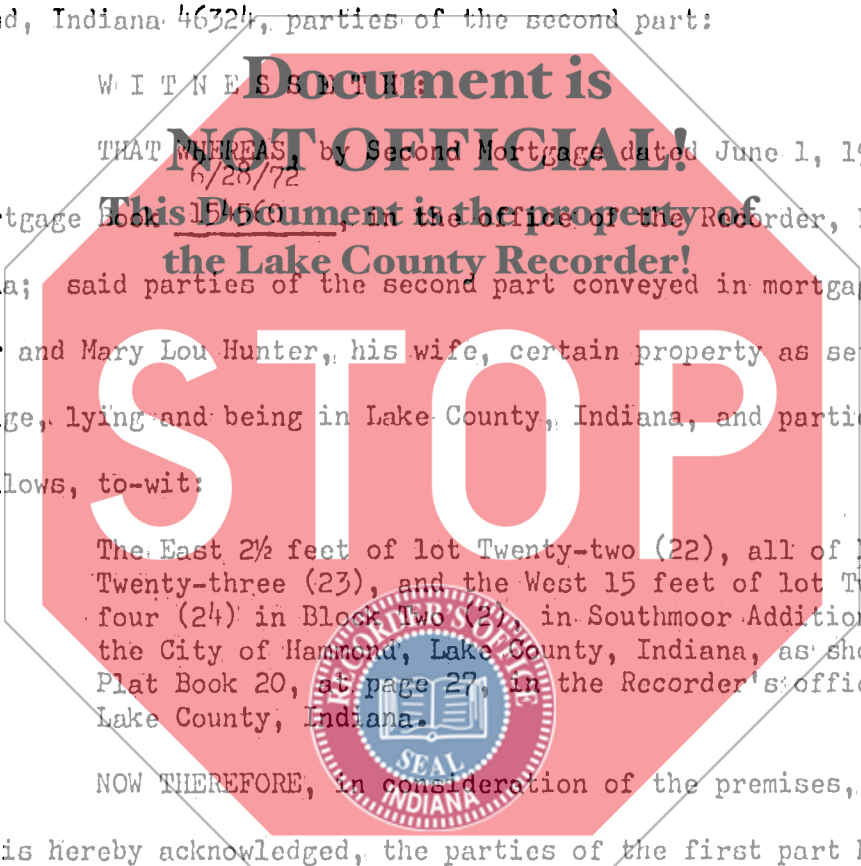 d, Indiana 46324, parties of the second part:
W I T N E S S E T H:
Document is
NOT OFFICIAL!
THAT WHEREAS, by Second Mortgage dated June 1, 19
6/28/72
This Document is the property of
tgage Book 154560, in the office of the Recorder,
the Lake County Recorder!
a; said parties of the second part conveyed in mortgag
and Mary Lou Hunter, his wife, certain property as se
STOP
ge, lying and being in Lake County, Indiana, and partic
lows, to-wit:
The East 2½ feet of lot Twenty-two (22), all of
Twenty-three (23), and the West 15 feet of lot Tw
four (24) in Block Two (2), in Southmoor Addition
the City of Hammond, Lake County, Indiana, as sho
Plat Book 20, at page 27, in the Recorder's offic
Lake County, Indiana.
RECORDER'S OFFICE
SEAL
INDIANA
NOW THEREFORE, in consideration of the premises,
is hereby acknowledged, the parties of the first part